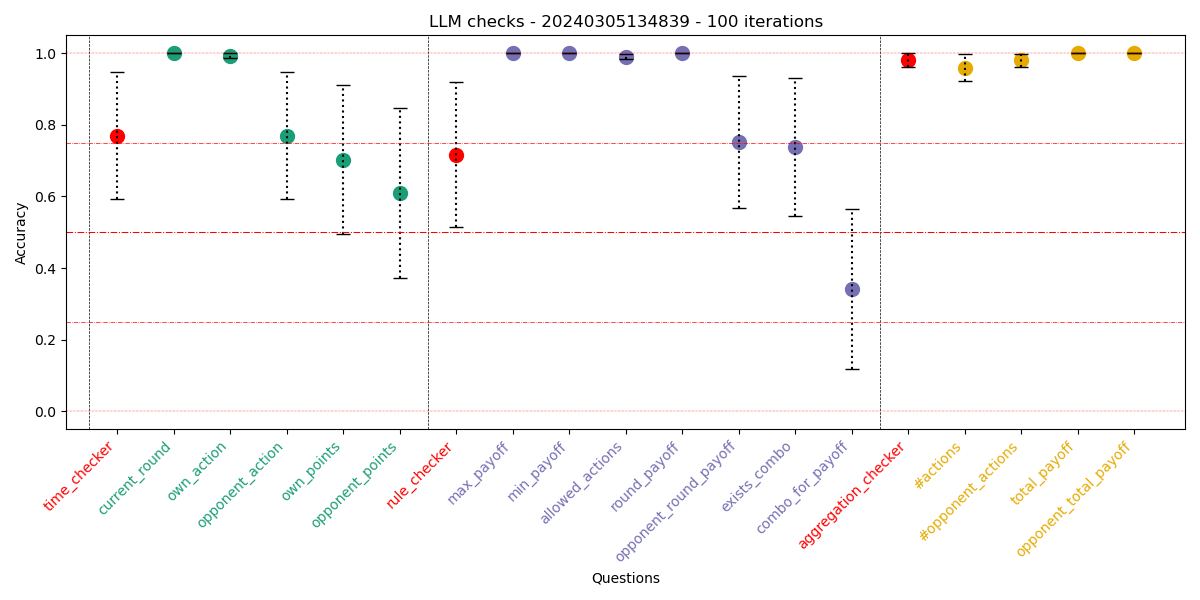 LLM checks - 20240305134839 - 100 iterations
Accuracy
1.0
0.8
0.6
0.4
0.2
0.0
time_checker
current_round
own_action
opponent_action
own_points
opponent_points
rule_checker
max_payoff
min_payoff
allowed_actions
round_payoff
opponent_round_payoff
exists_combo
combo_for_payoff
aggregation_checker
#actions
#opponent_actions
total_payoff
opponent_total_payoff
Questions